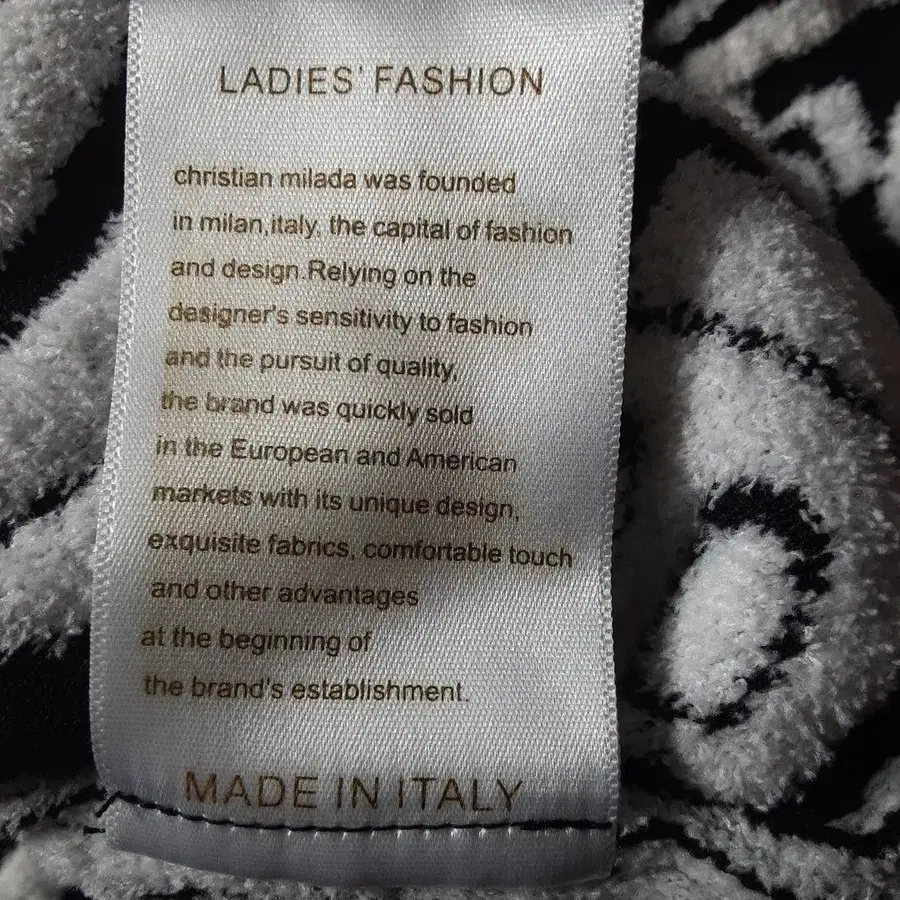 LADIES' FASHION
christian milada was founded
in milan,italy, the capital of fashion
and design.Relying on the
designer's sensitivity to fashion
and the pursuit of quality,
the brand was quickly sold
in the European and American
markets with its unique design,
exquisite fabrics, comfortable touch
and other advantages
at the beginning of
the brand's establishment.
MADE IN ITALY